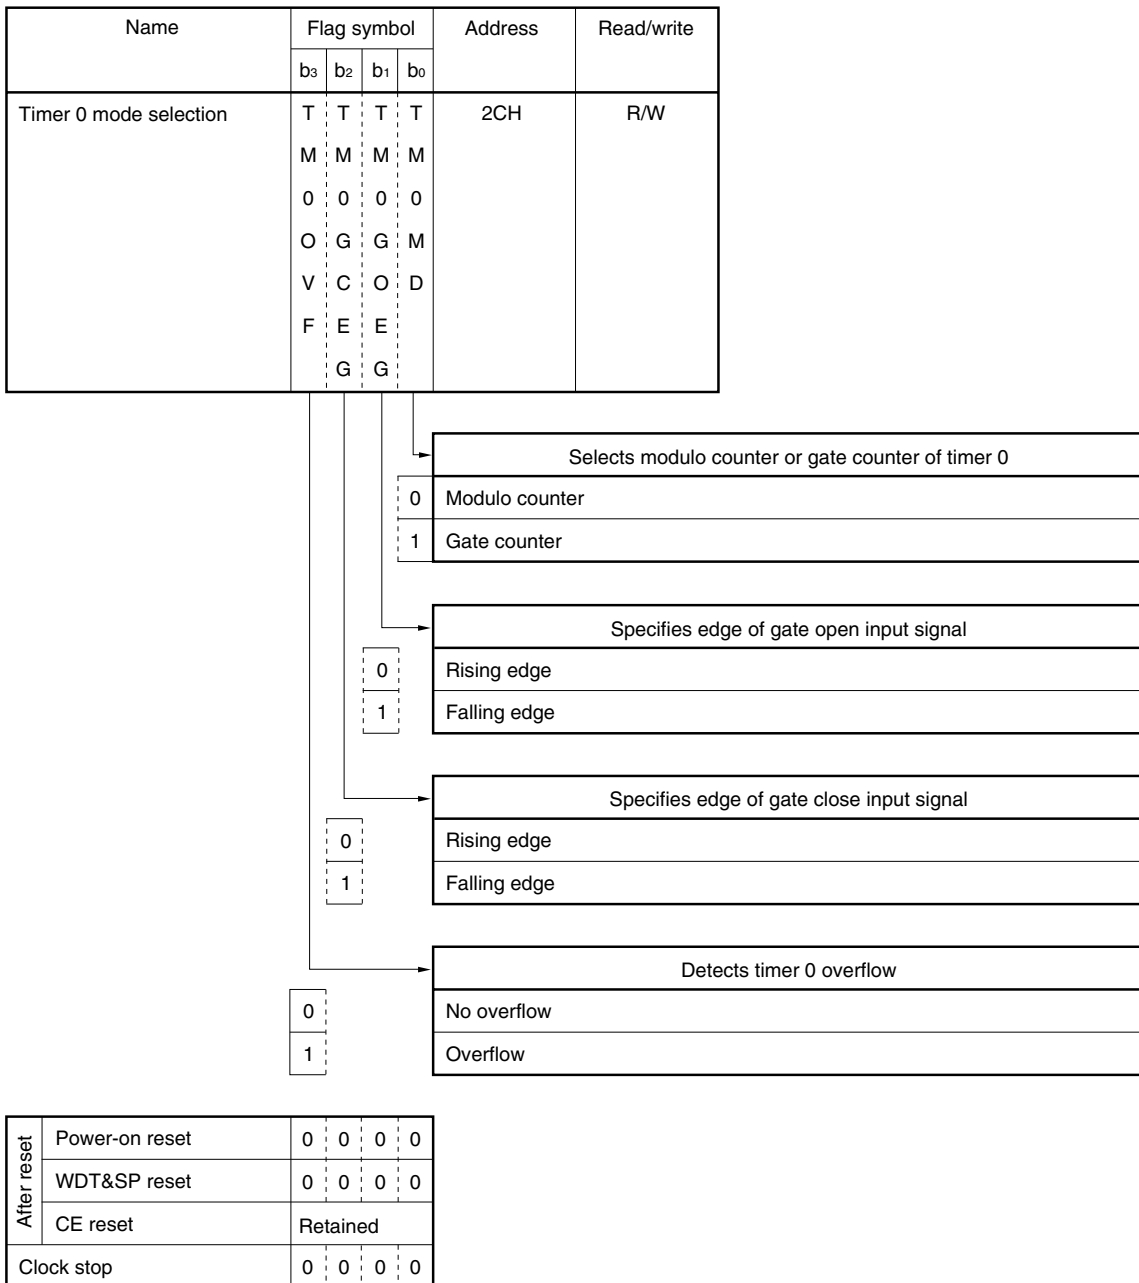 Name Flag symbol Address Read/write
b3 b2 b1 b0
Timer 0 mode selection T T T T 2CH R/W
M M M M
0 0 0 0
O G G M
V C O D
F E E
G G
Selects modulo counter or gate counter of timer 0
0 Modulo counter
1 Gate counter
Specifies edge of gate open input signal
0 Rising edge
1 Falling edge
Specifies edge of gate close input signal
0 Rising edge
1 Falling edge
Detects timer 0 overflow
0 No overflow
1 Overflow
After reset
Power-on reset 0 0 0 0
WDT&SP reset 0 0 0 0
CE reset Retained
Clock stop 0 0 0 0